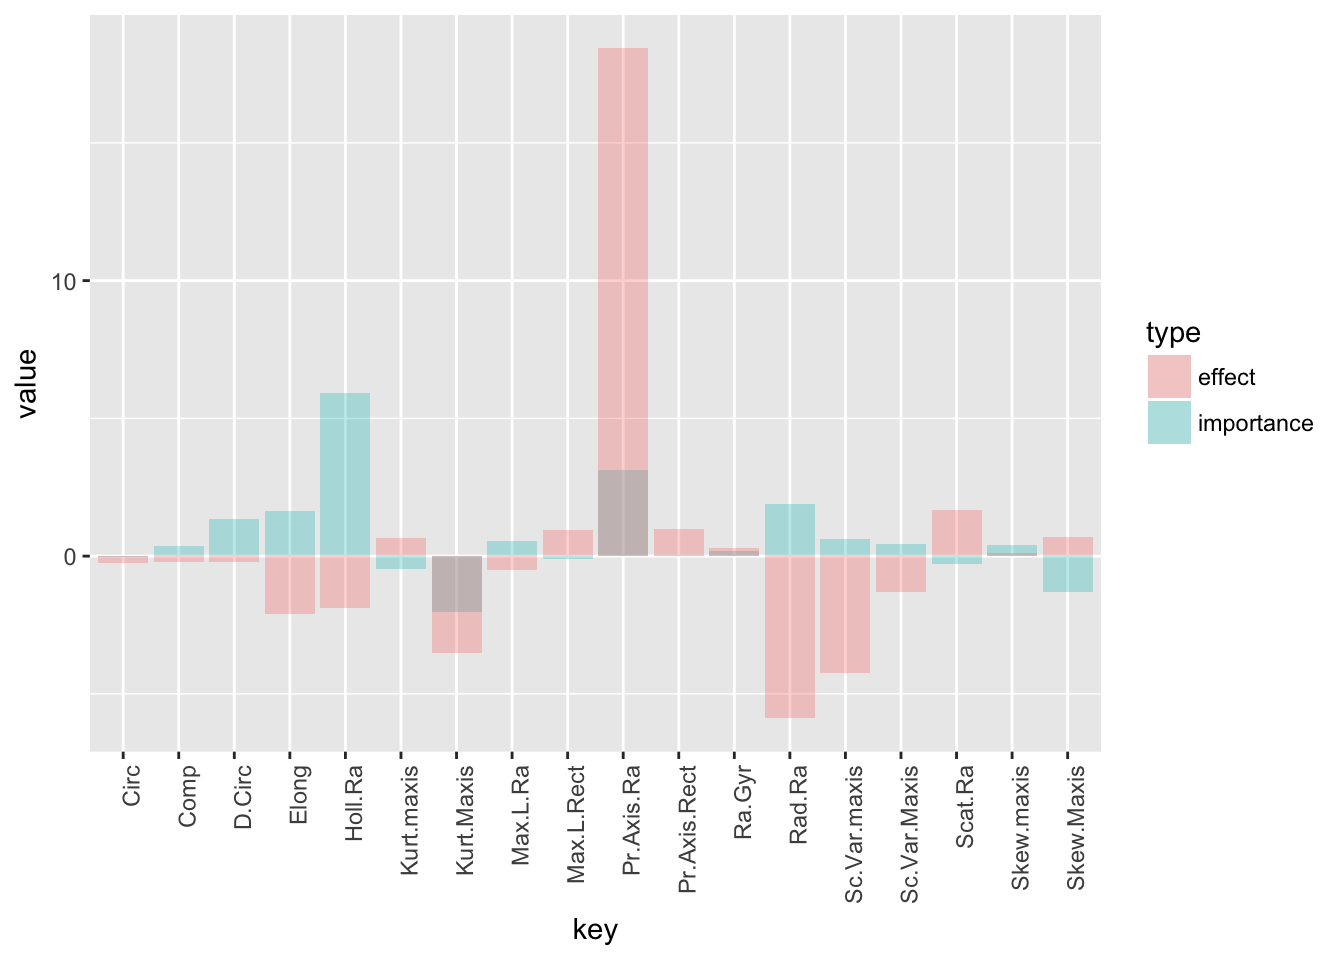 value
10
0
Circ
Comp
D.Circ
Elong
Holl.Ra
Kurt.maxis
Kurt.Maxis
Max.L.Ra
Max.L.Rect
Pr.Axis.Ra
Pr.Axis.Rect
Ra.Gyr
Rad.Ra
Sc.Var.maxis
Sc.Var.Maxis
Scat.Ra
Skew.maxis
Skew.Maxis
key
type
effect
importance